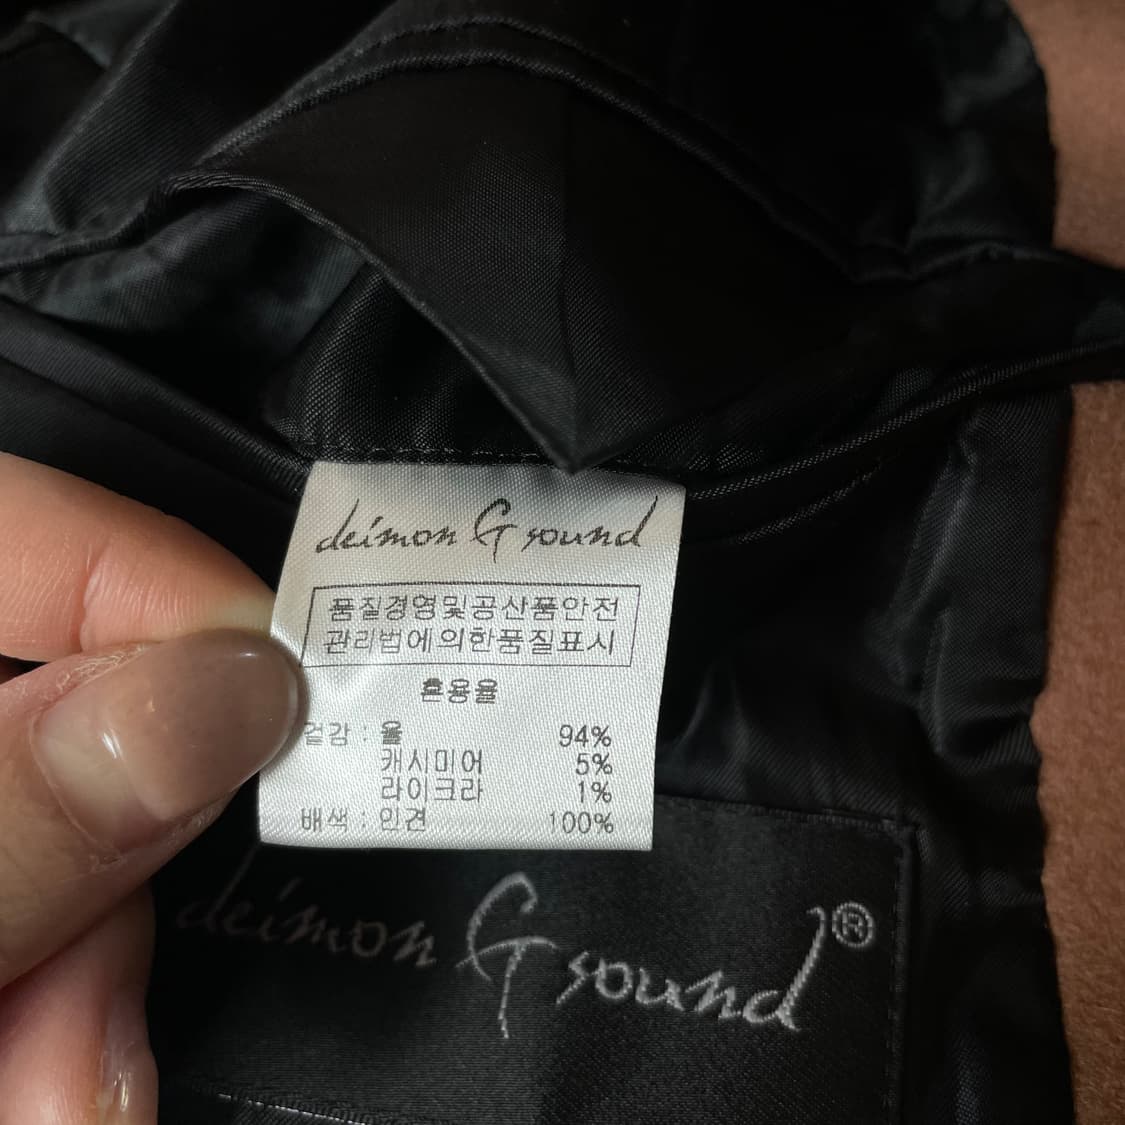 deimon G sound
품질경영및공산품안전
관리법에의한품질표시
혼용율
겉감 : 울 94%
캐시미어 5%
라이크라 1%
배색 : 인견 100%
deimon G sound ®